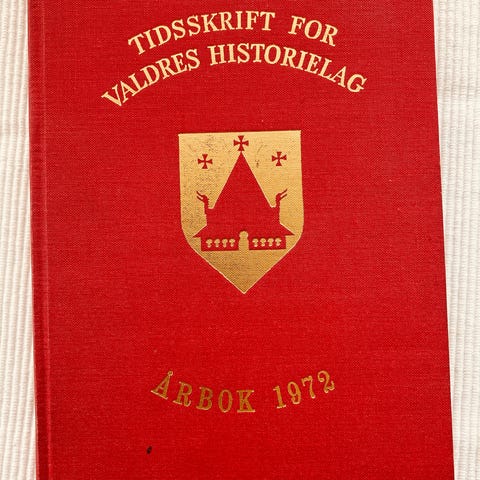 TIDSSKRIFT FOR
VALDRES HISTORIELAG
ÅRBOK 1972